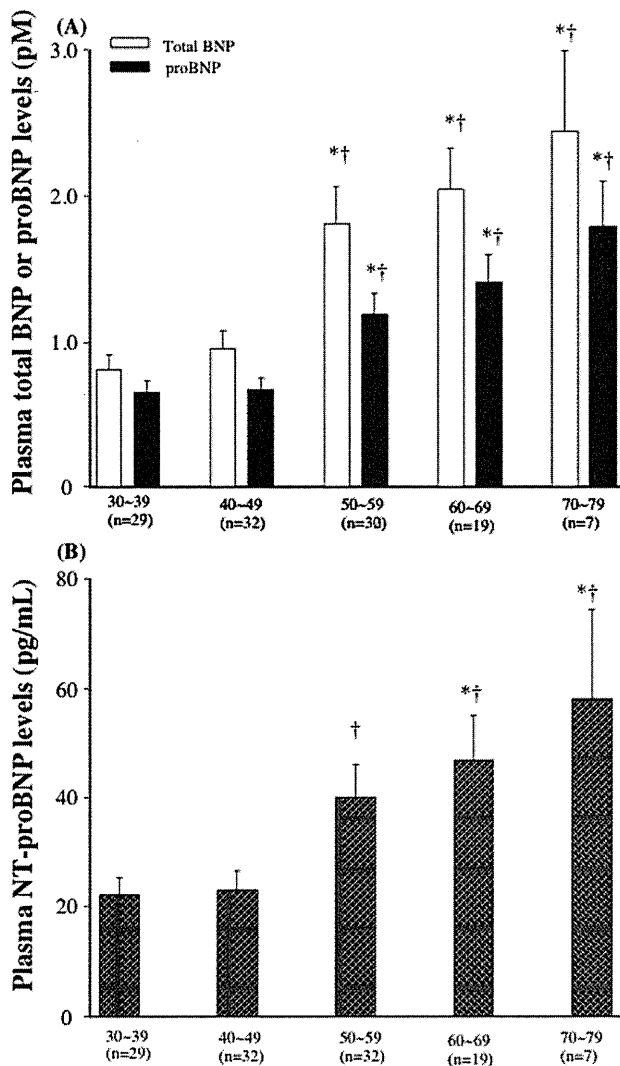 (A)
Total BNP
proBNP
Plasma total BNP or proBNP levels (pM)
3.0
2.0
1.0
0
*†
*†
*†
*†
*†
*†
30~39 40~49 50~59 60~69 70~79
(n=29) (n=32) (n=30) (n=19) (n=7)
(B)
Plasma NT-proBNP levels (pg/mL)
80
60
40
20
0
†
*†
*†
30~39 40~49 50~59 60~69 70~79
(n=29) (n=32) (n=32) (n=19) (n=7)